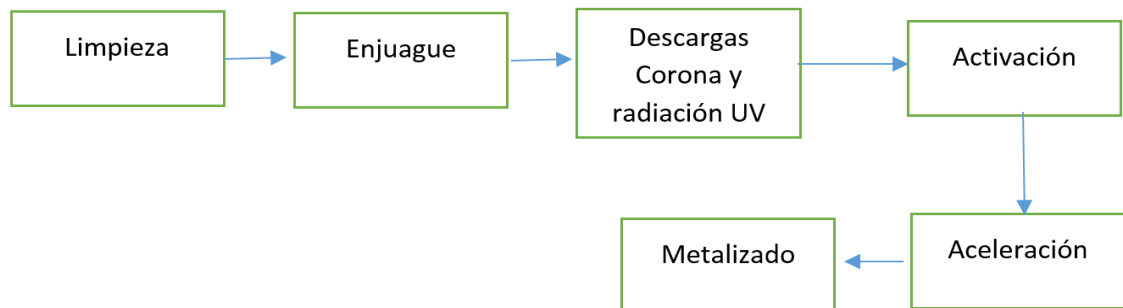 Limpieza
Enjuague
Descargas
Corona y
radiación UV
Activación
Aceleración
Metalizado